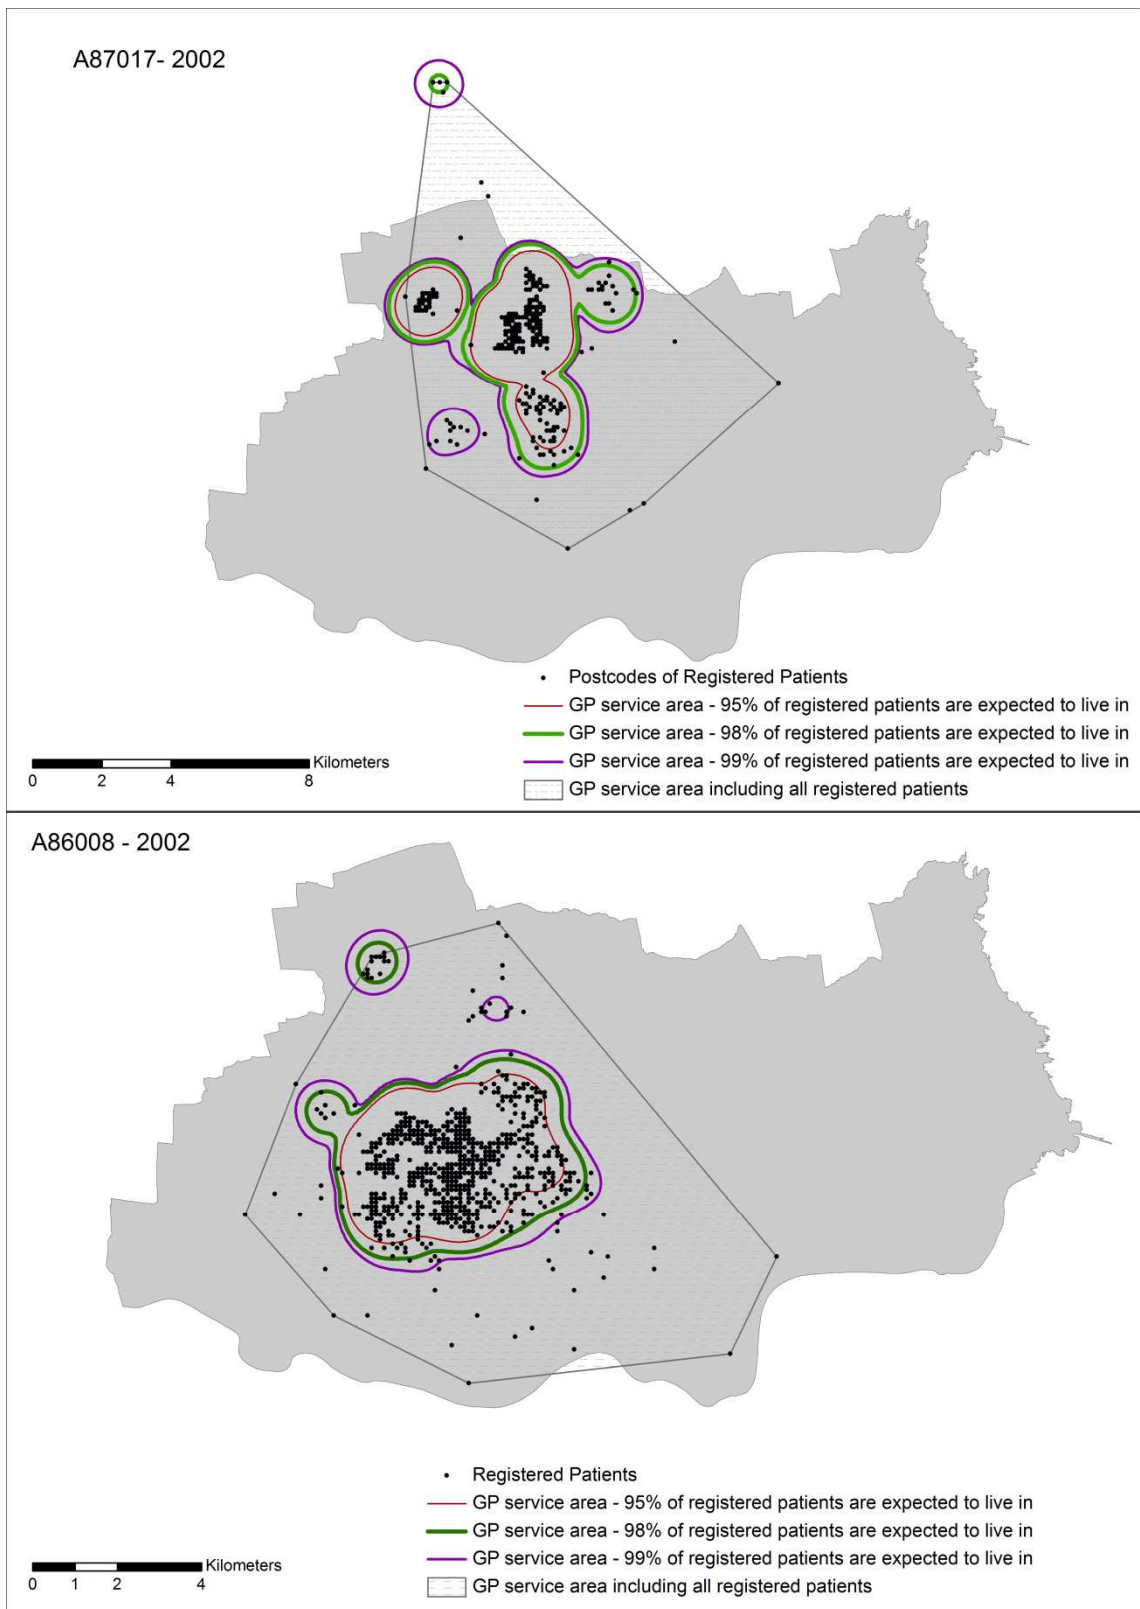 A87017- 2002
Postcodes of Registered Patients
GP service area - 95% of registered patients are expected to live in
GP service area - 98% of registered patients are expected to live in
GP service area - 99% of registered patients are expected to live in
GP service area including all registered patients
Kilometers
0 2 4 8
A86008 - 2002
Registered Patients
GP service area - 95% of registered patients are expected to live in
GP service area - 98% of registered patients are expected to live in
GP service area - 99% of registered patients are expected to live in
GP service area including all registered patients
Kilometers
0 1 2 4